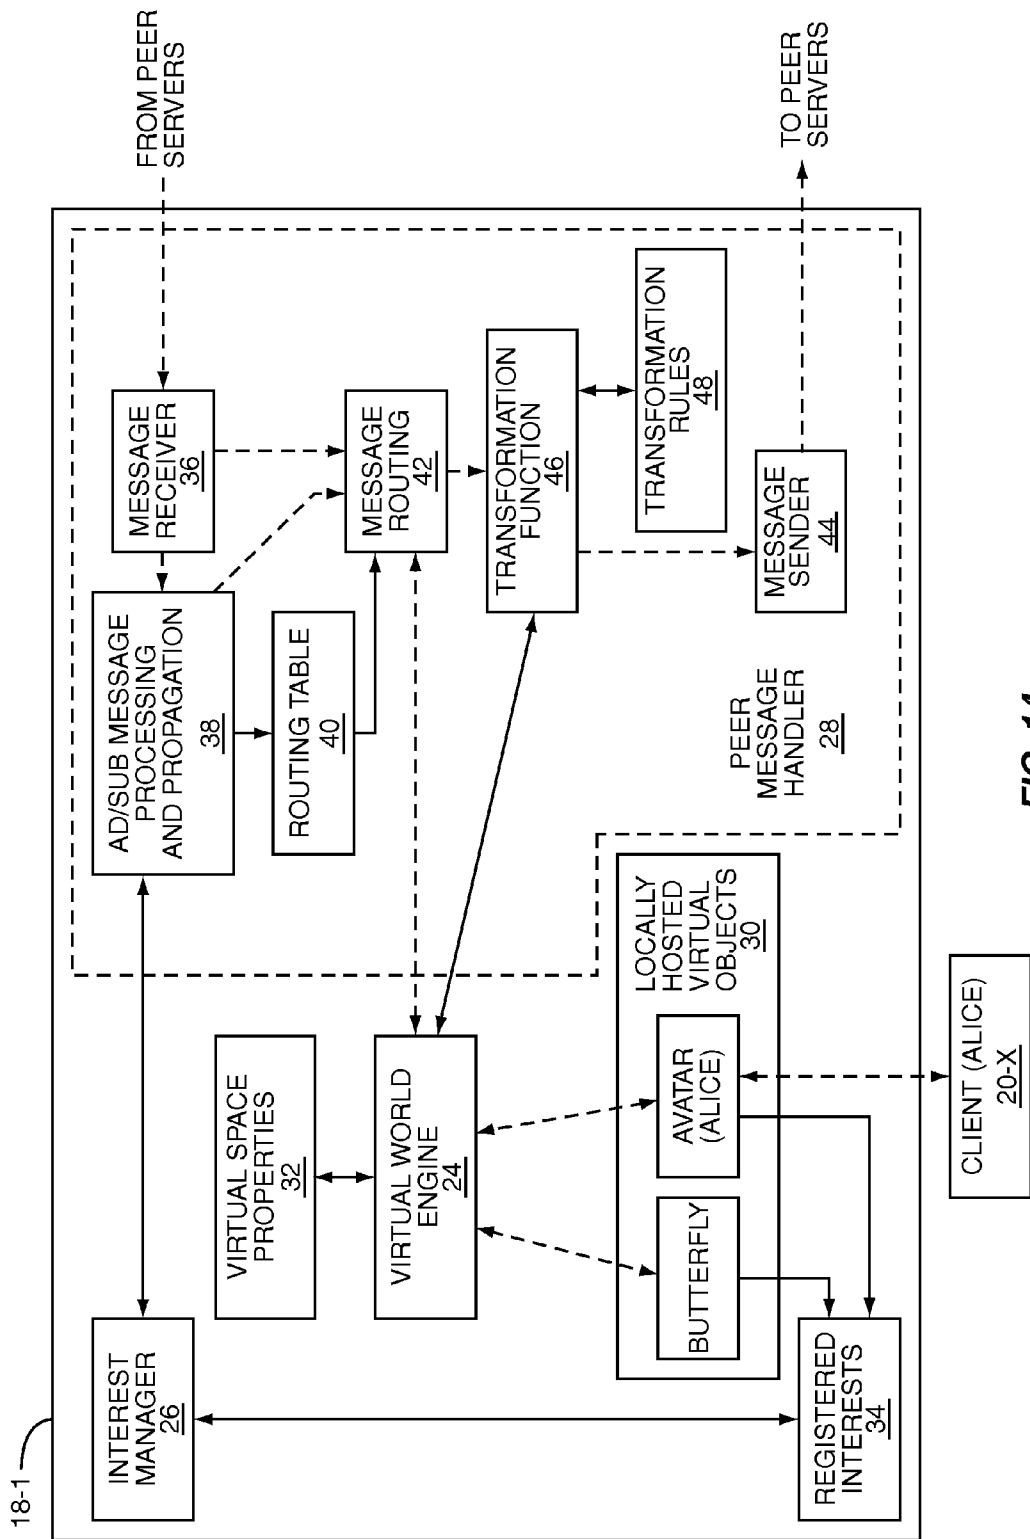 18-1
INTEREST
MANAGER
26
VIRTUAL SPACE
PROPERTIES
32
VIRTUAL WORLD
ENGINE
24
LOCALLY
HOSTED
VIRTUAL
OBJECTS
30
BUTTERFLY
AVATAR
(ALICE)
REGISTERED
INTERESTS
34
CLIENT (ALICE)
20-X
AD/SUB MESSAGE
PROCESSING
AND PROPAGATION
38
ROUTING TABLE
40
MESSAGE
RECEIVER
36
MESSAGE
ROUTING
42
TRANSFORMATION
FUNCTION
46
TRANSFORMATION
RULES
48
MESSAGE
SENDER
44
PEER
MESSAGE
HANDLER
28
FROM PEER
SERVERS
TO PEER
SERVERS